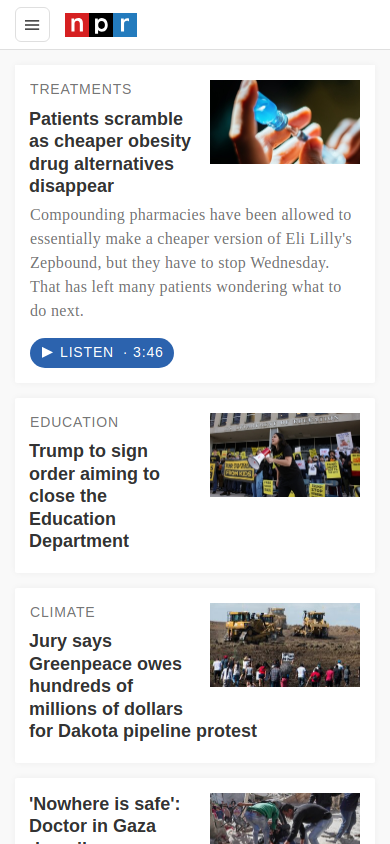 npr
TREATMENTS
Patients scramble
as cheaper obesity
drug alternatives
disappear
Compounding pharmacies have been allowed to
essentially make a cheaper version of Eli Lilly's
Zepbound, but they have to stop Wednesday.
That has left many patients wondering what to
do next.
LISTEN · 3:46
EDUCATION
Trump to sign
order aiming to
close the
Education
Department
CLIMATE
Jury says
Greenpeace owes
hundreds of
millions of dollars
for Dakota pipeline protest
'Nowhere is safe':
Doctor in Gaza